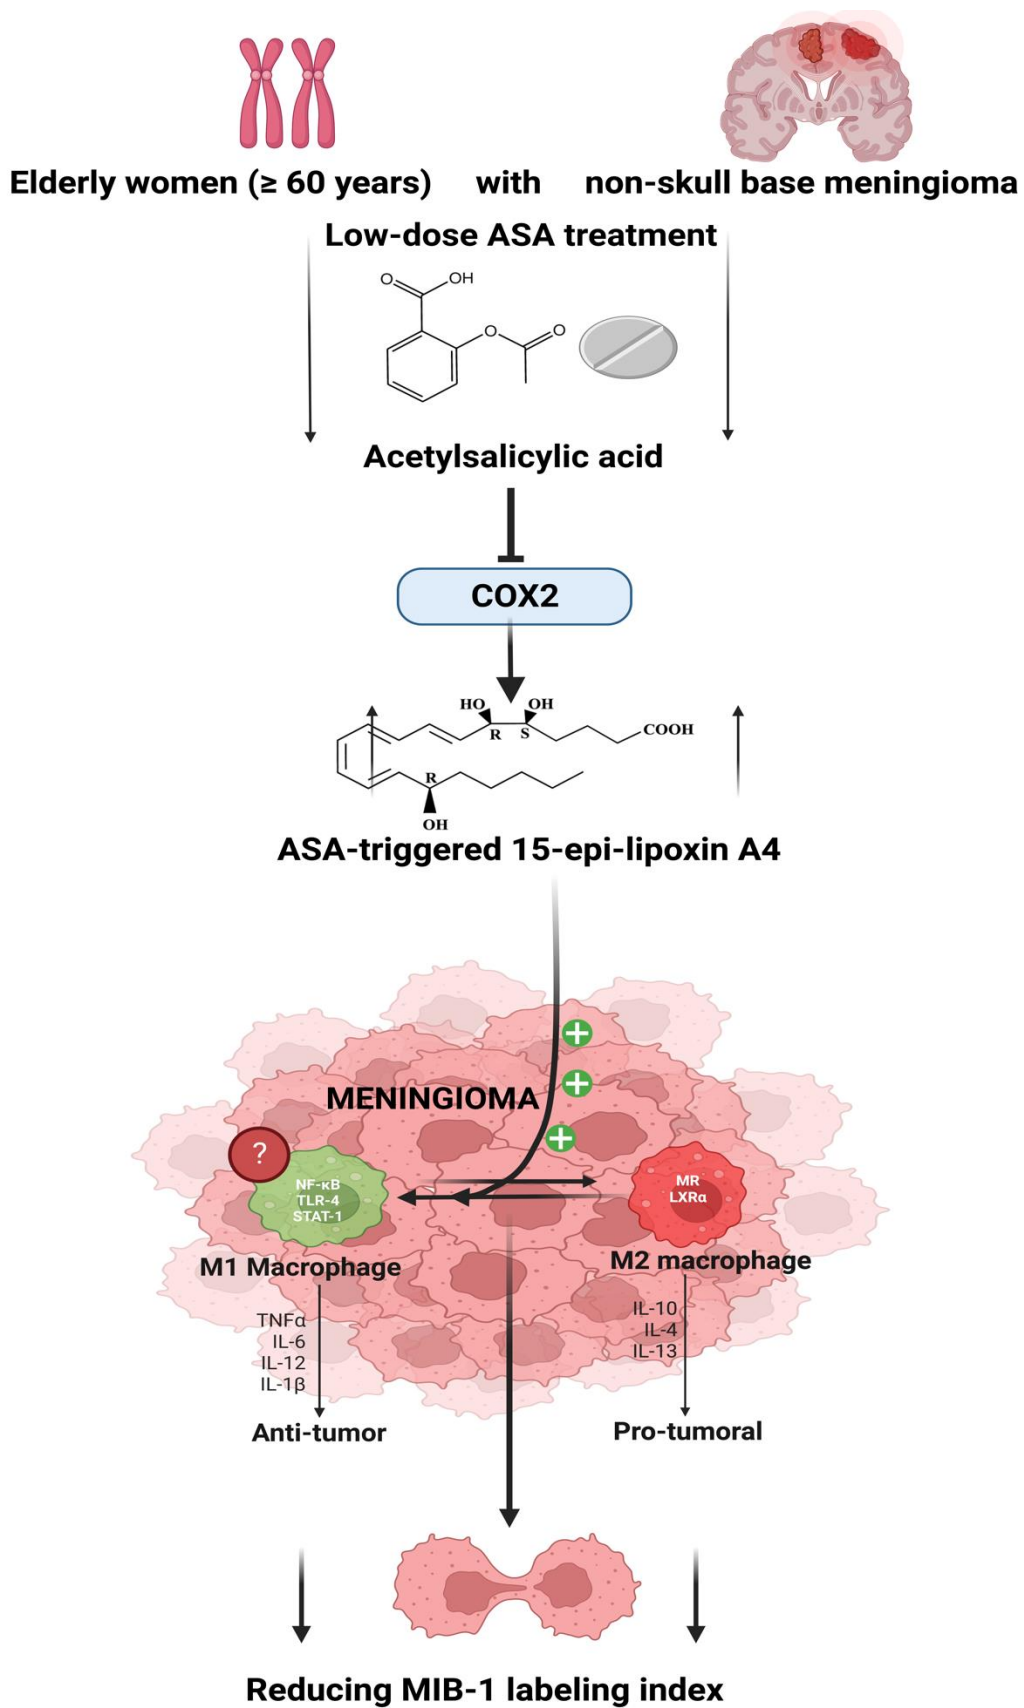 Elderly women (≥ 60 years) with non-skull base meningioma
Low-dose ASA treatment
O
OH
O
O
Acetylsalicylic acid
COX2
HO
OH
R
S
COOH
R
OH
ASA-triggered 15-epi-lipoxin A4
MENINGIOMA
?
NF-κB
TLR-4
STAT-1
MR
LXRα
M1 Macrophage
M2 macrophage
TNFα
IL-6
IL-12
IL-1β
IL-10
IL-4
IL-13
Anti-tumor
Pro-tumoral
Reducing MIB-1 labeling index